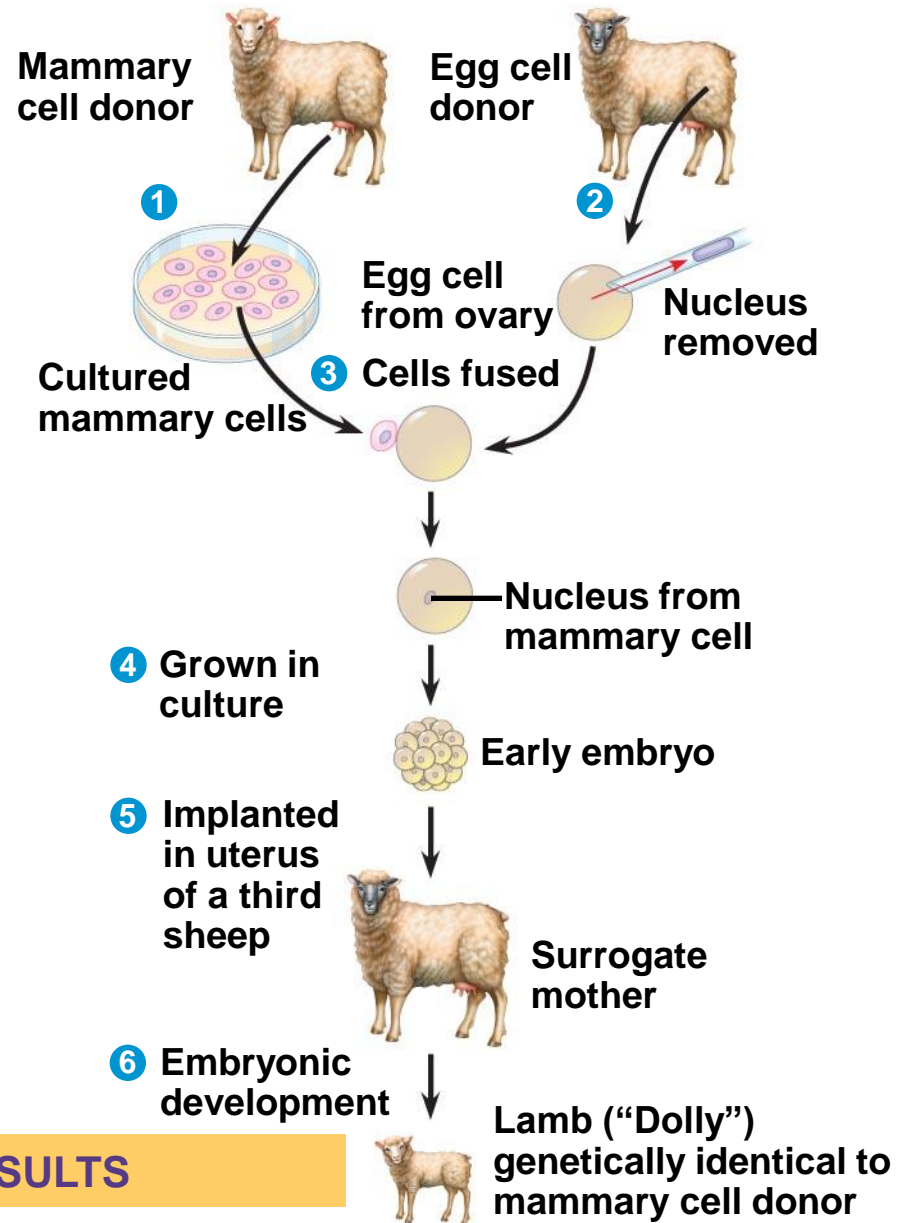 Mammary
cell donor
Egg cell
donor
1
2
Egg cell
from ovary
Nucleus
removed
Cultured
mammary cells
3 Cells fused
Nucleus from
mammary cell
4 Grown in
culture
Early embryo
5 Implanted
in uterus
of a third
sheep
Surrogate
mother
6 Embryonic
development
Lamb (“Dolly”)
genetically identical to
mammary cell donor
SULTS